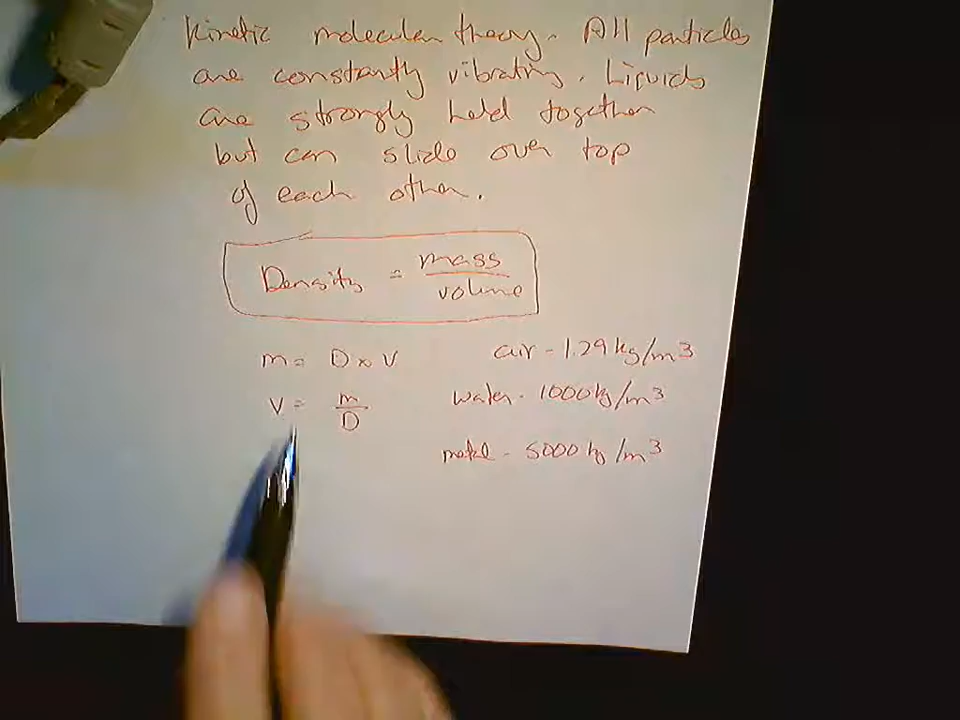 Kinetic molecular theory. All particles
are constantly vibrating. Liquids
are strongly held together
but can slide over top
of each other.
Density = mass / volume
m = D × V
air - 1.29 kg/m3
V = m / D
water - 1000 kg/m3
metal - 5000 kg/m3